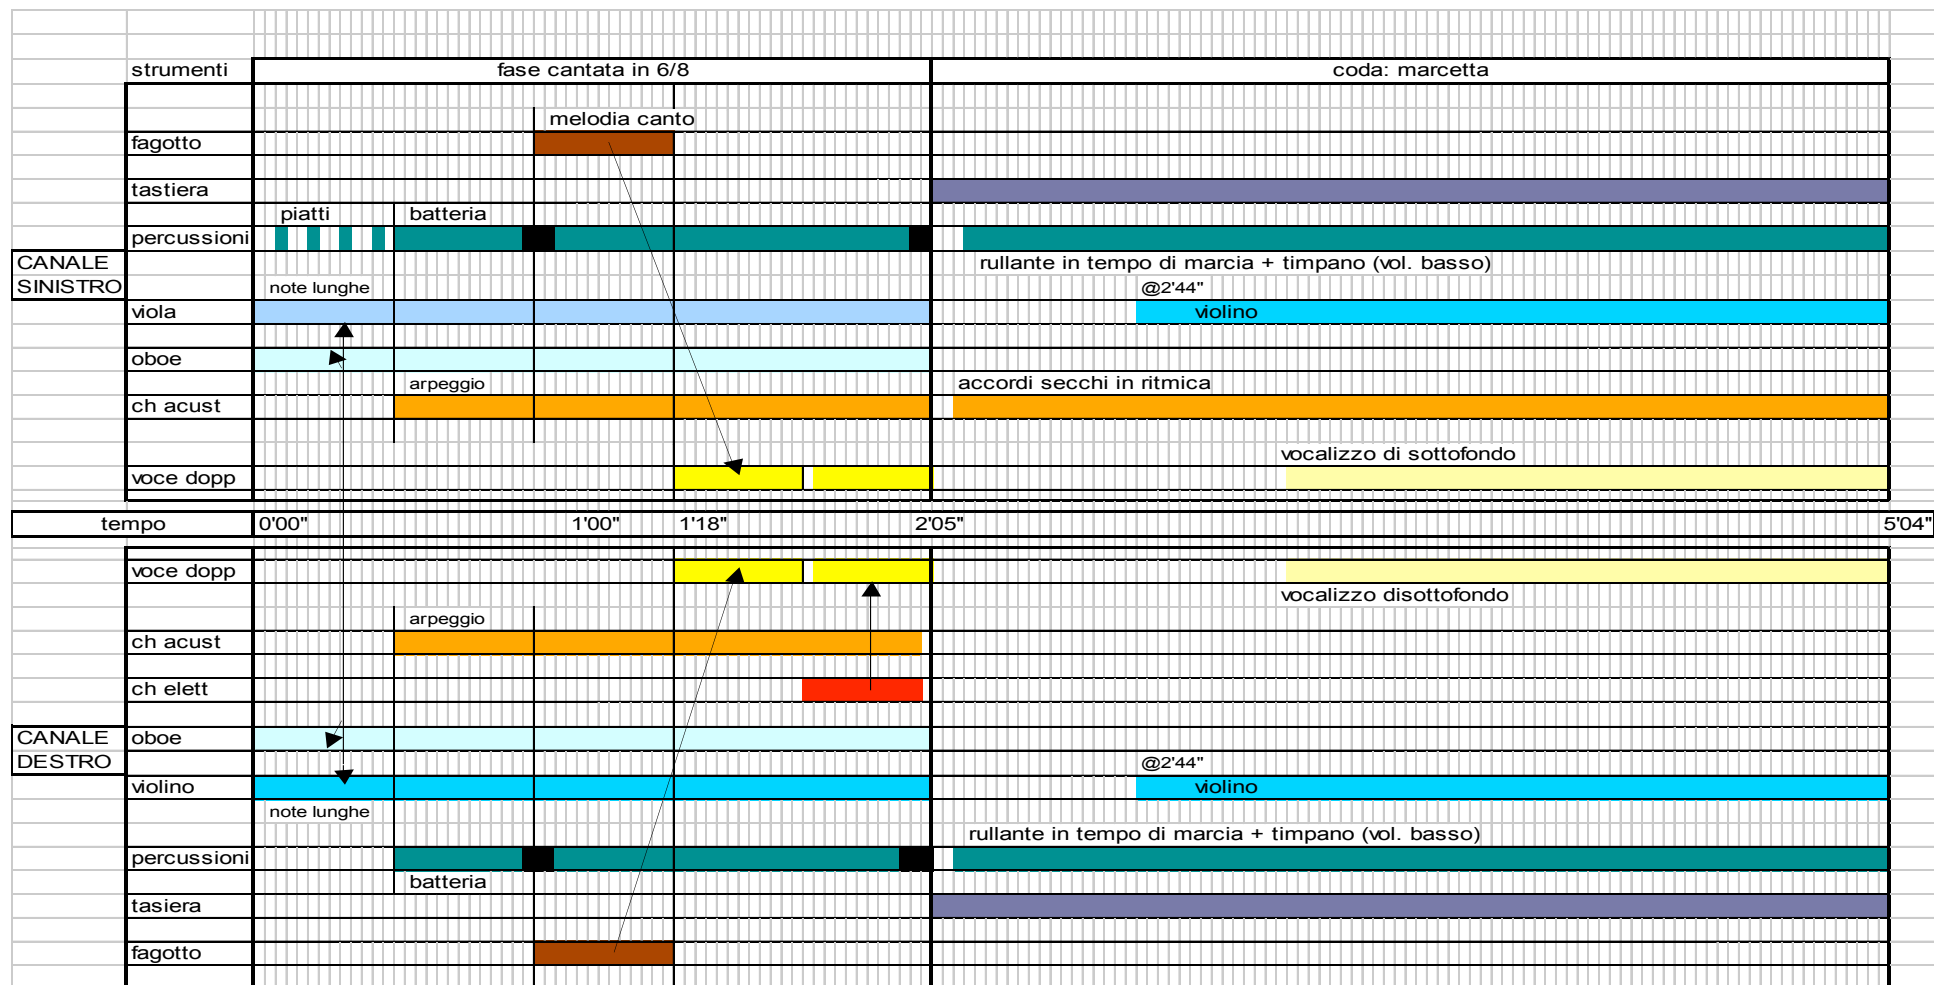 strumenti fase cantata in 6/8 coda: marcetta
melodia canto
fagotto
tastiera
piatti batteria
percussioni
CANALE rullante in tempo di marcia + timpano (vol. basso)
SINISTRO note lunghe @2'44"
viola violino
oboe
arpeggio accordi secchi in ritmica
ch acust
vocalizzo di sottofondo
voce dopp
tempo 0'00" 1'00" 1'18" 2'05" 5'04"
voce dopp
vocalizzo disottofondo
arpeggio
ch acust
ch elett
CANALE oboe
DESTRO @2'44"
violino violino
note lunghe
rullante in tempo di marcia + timpano (vol. basso)
percussioni
batteria
tasiera
fagotto